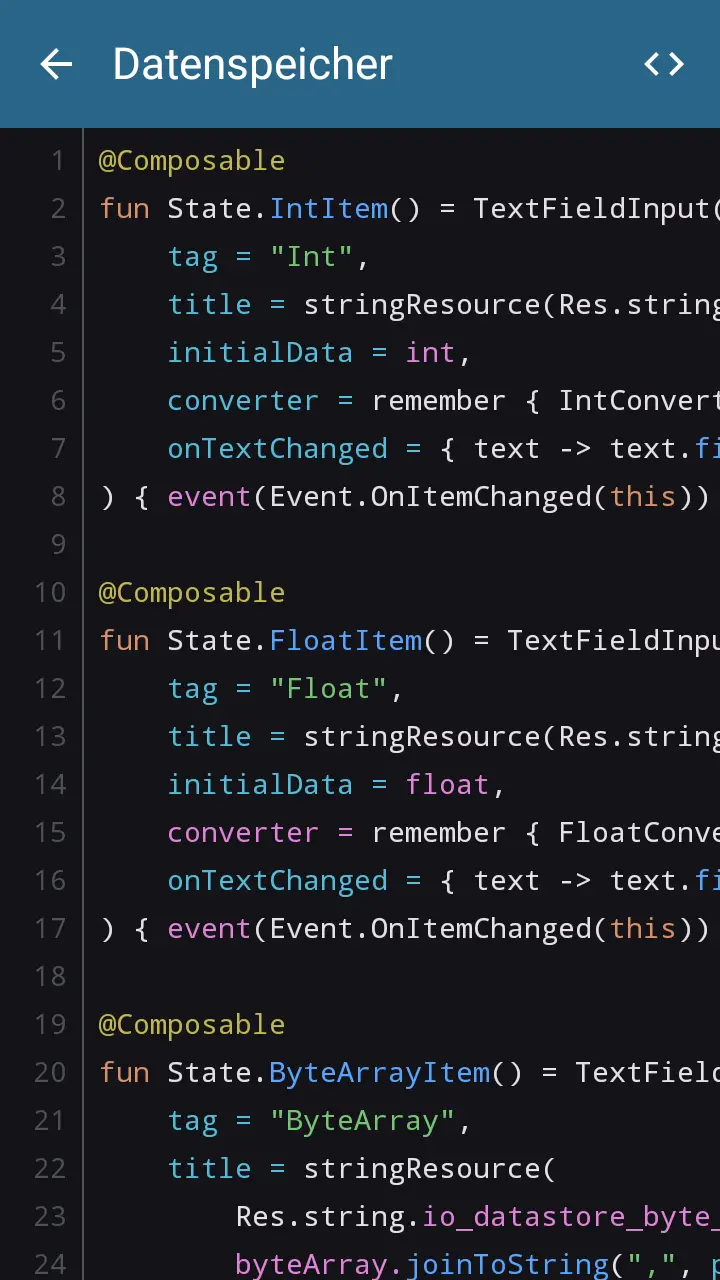 Datenspeicher
1 @Composable
2 fun State.IntItem() = TextFieldInput(
3 tag = "Int",
4 title = stringResource(Res.string
5 initialData = int,
6 converter = remember { IntConvert
7 onTextChanged = { text -> text.fi
8 ) { event(Event.OnItemChanged(this))
9
10 @Composable
11 fun State.FloatItem() = TextFieldInpu
12 tag = "Float",
13 title = stringResource(Res.string
14 initialData = float,
15 converter = remember { FloatConve
16 onTextChanged = { text -> text.fi
17 ) { event(Event.OnItemChanged(this))
18
19 @Composable
20 fun State.ByteArrayItem() = TextField
21 tag = "ByteArray",
22 title = stringResource(
23 Res.string.io_datastore_byte_
24 byteArray.joinToString(",", p